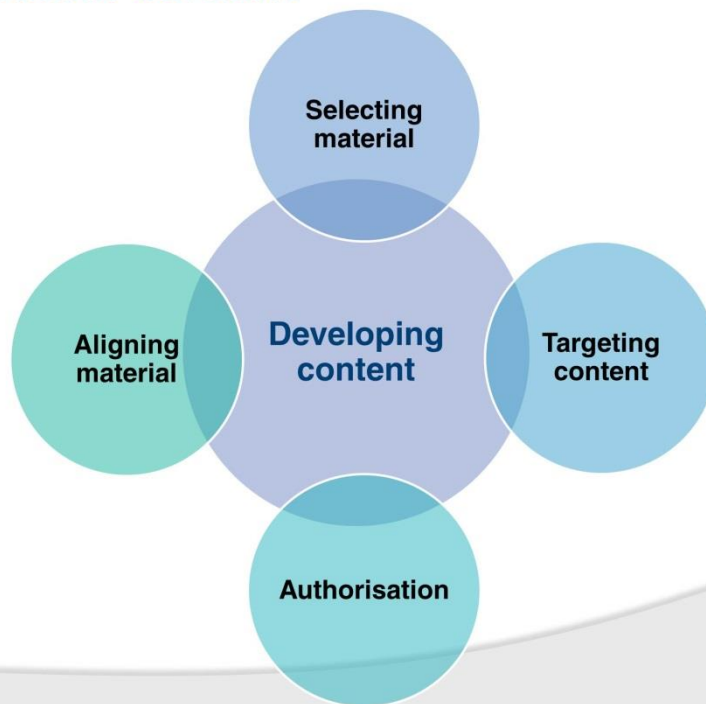 Selecting
material
Aligning
material
Developing
content
Targeting
content
Authorisation